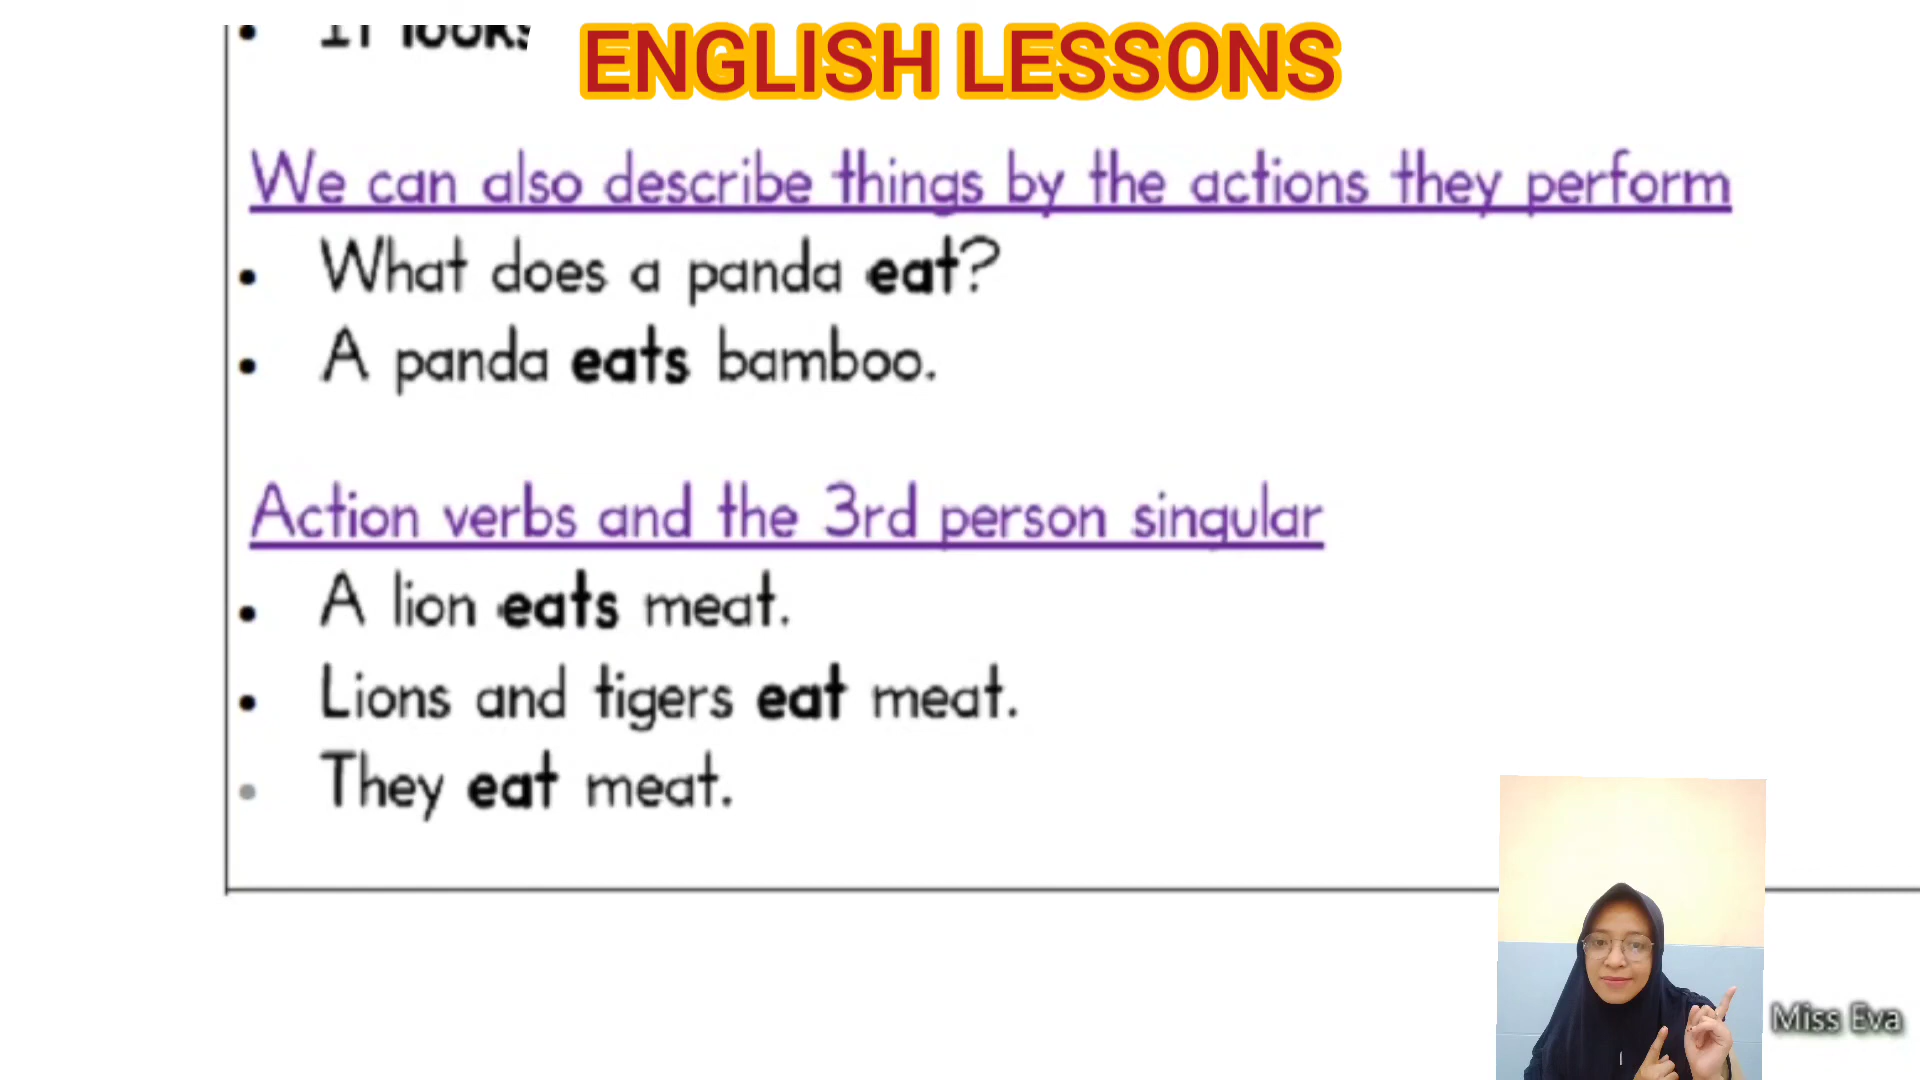 It looks
ENGLISH LESSONS
We can also describe things by the actions they perform
• What does a panda eat?
• A panda eats bamboo.
Action verbs and the 3rd person singular
• A lion eats meat.
• Lions and tigers eat meat.
• They eat meat.
Miss Eva